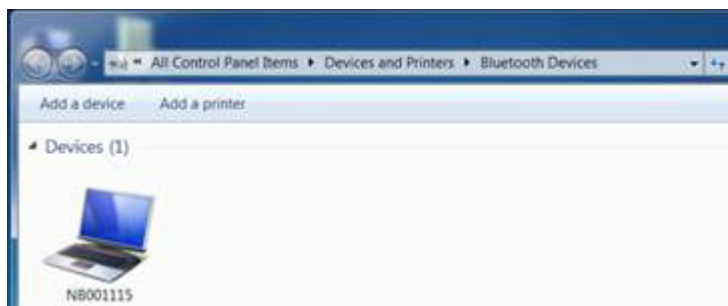 All Control Panel Items ▸ Devices and Printers ▸ Bluetooth Devices
Add a device Add a printer
Devices (1)
NB001115